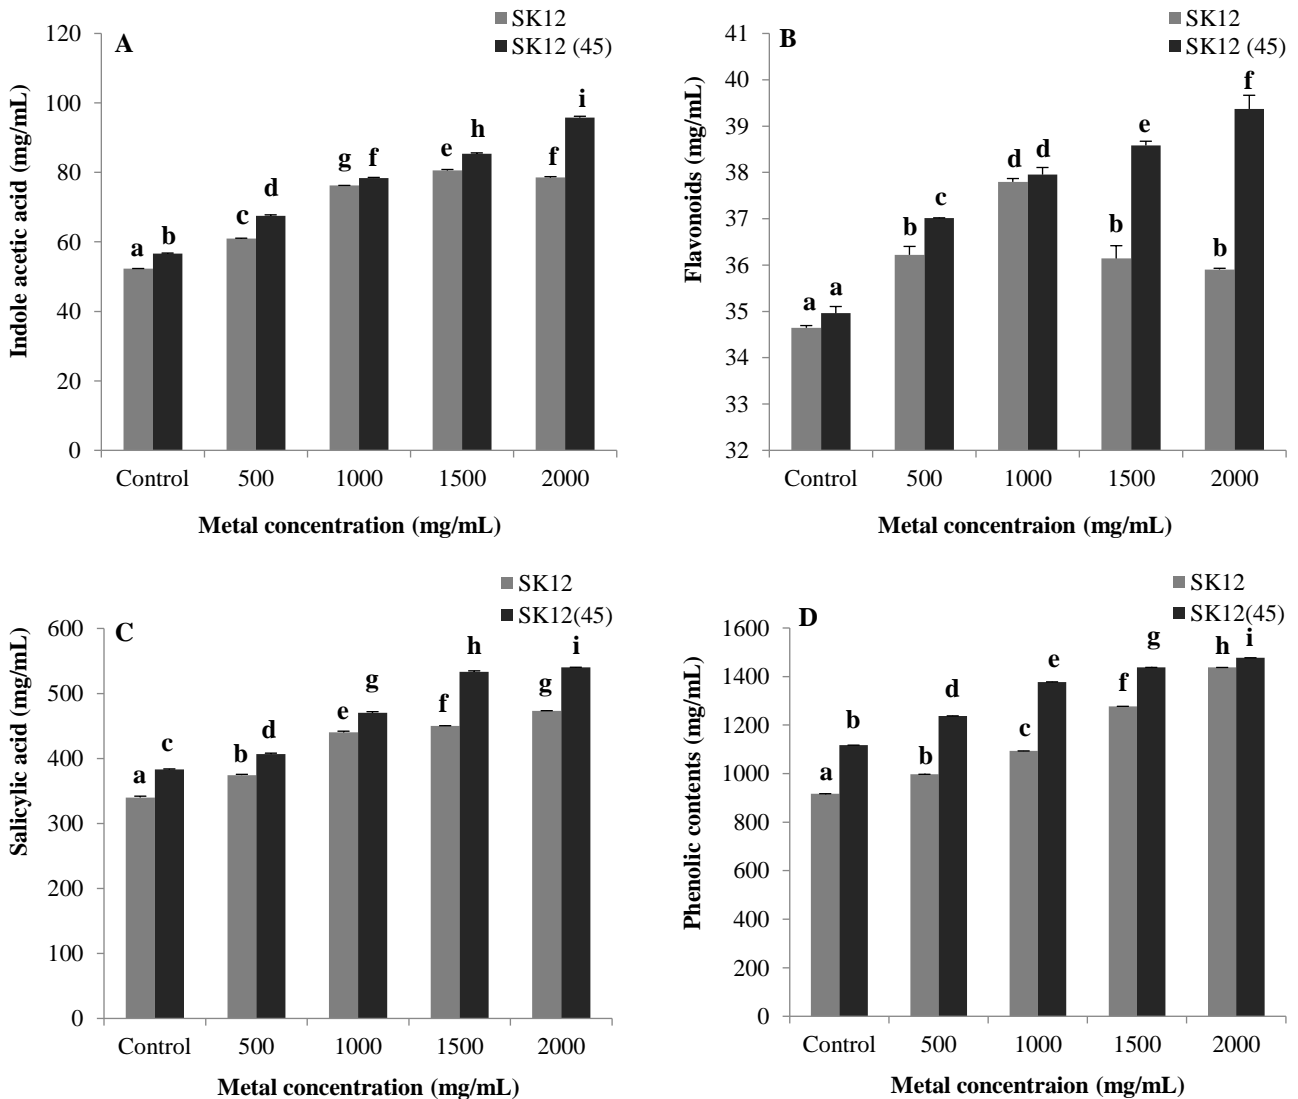 A
SK12
SK12 (45)
Indole acetic acid (mg/mL)
120
100
80
60
40
20
0
a b c d g f e h f i
Control 500 1000 1500 2000
Metal concentration (mg/mL)
B
SK12
SK12 (45)
Flavonoids (mg/mL)
41
40
39
38
37
36
35
34
33
32
a a b c d d b e b f
Control 500 1000 1500 2000
Metal concentraion (mg/mL)
C
SK12
SK12(45)
Salicylic acid (mg/mL)
600
500
400
300
200
100
0
a c b d e g f h g i
Control 500 1000 1500 2000
Metal concentration (mg/mL)
D
SK12
SK12(45)
Phenolic contents (mg/mL)
1600
1400
1200
1000
800
600
400
200
0
a b b d c e f g h i
Control 500 1000 1500 2000
Metal concentraion (mg/mL)